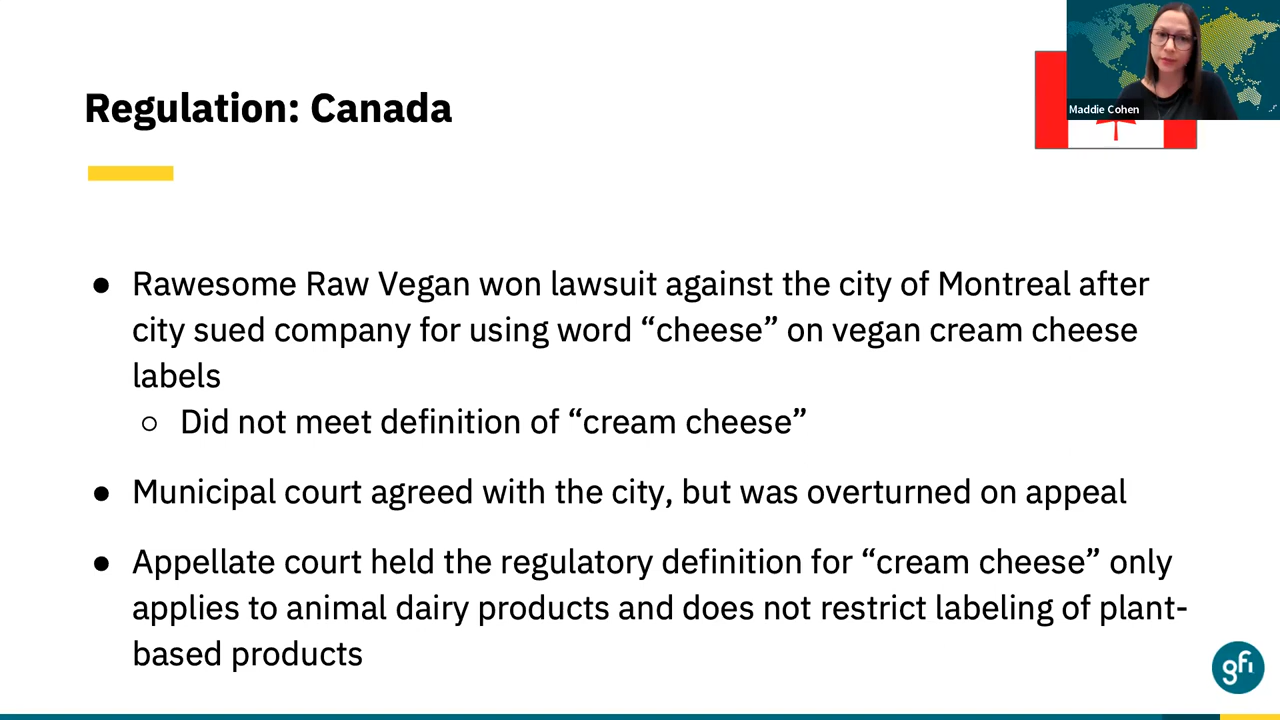 Maddie Cohen
Regulation: Canada
● Rawesome Raw Vegan won lawsuit against the city of Montreal after
city sued company for using word “cheese” on vegan cream cheese
labels
○ Did not meet definition of “cream cheese”
● Municipal court agreed with the city, but was overturned on appeal
● Appellate court held the regulatory definition for “cream cheese” only
applies to animal dairy products and does not restrict labeling of plant-
based products
gfi